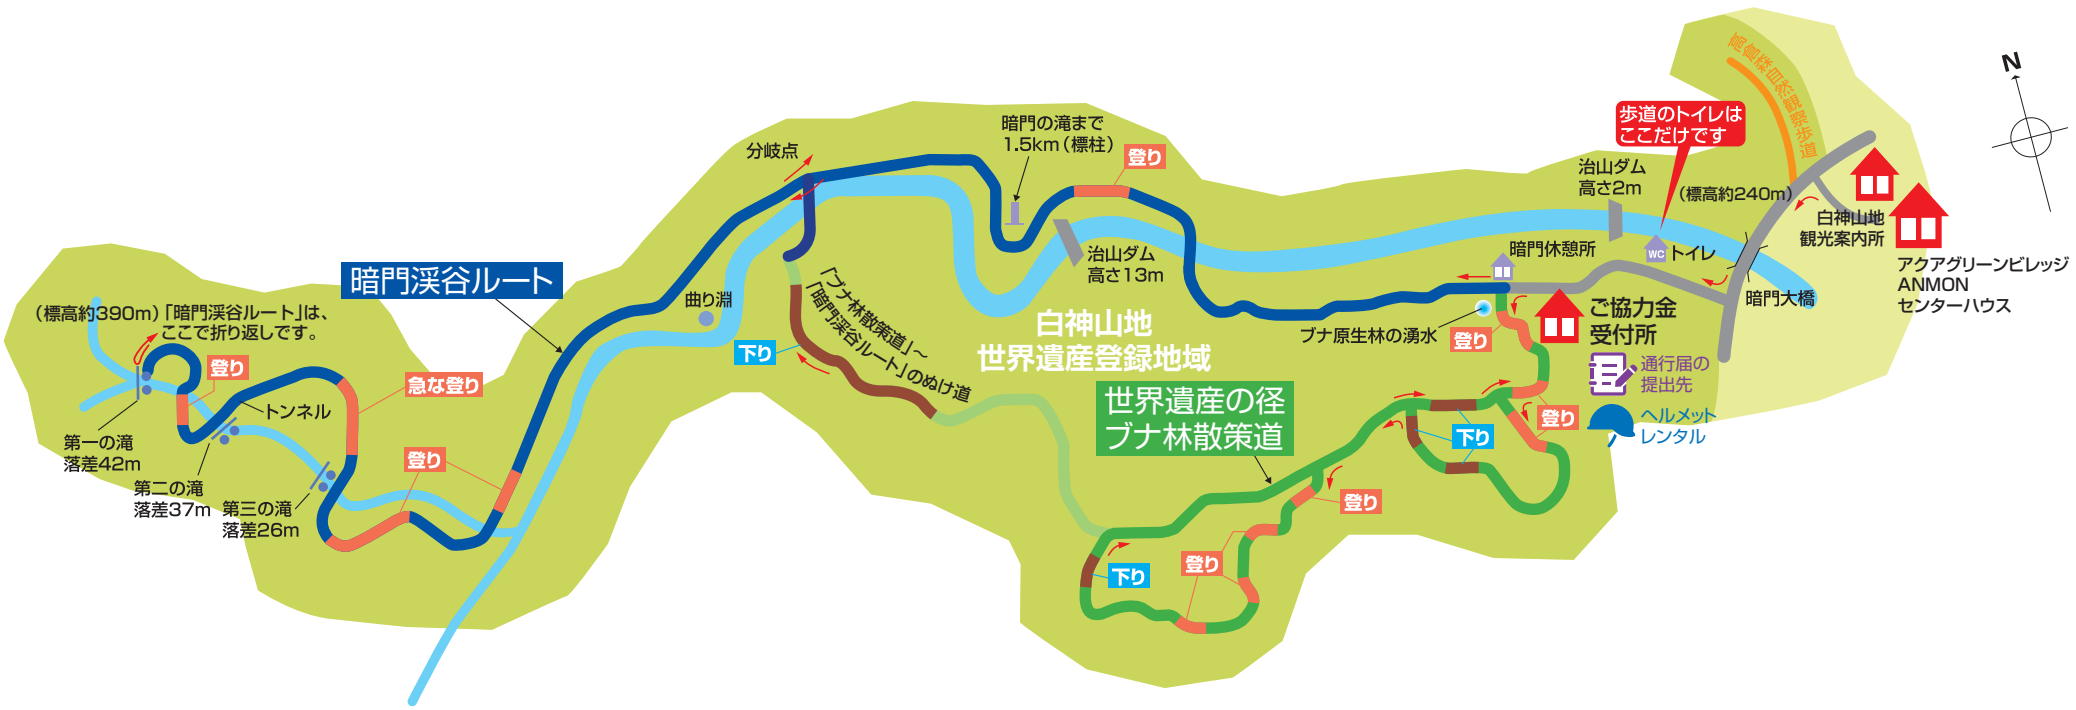 高倉森自然観察歩道
N
歩道のトイレは
ここだけです
暗門の滝まで
1.5km(標柱)
登り
分岐点
治山ダム
高さ2m
(標高約240m)
白神山地
観光案内所
アクアグリーンビレッジ
ANMON
センターハウス
暗門休憩所
WC
トイレ
暗門大橋
治山ダム
高さ13m
暗門渓谷ルート
曲り淵
「ブナ林散策道」~
「暗門渓谷ルート」のぬけ道
下り
白神山地
世界遺産登録地域
ブナ原生林の湧水
登り
ご協力金
受付所
通行届の
提出先
ヘルメット
レンタル
(標高約390m)「暗門渓谷ルート」は、
ここで折り返しです。
登り
急な登り
トンネル
第一の滝
落差42m
第二の滝
落差37m
第三の滝
落差26m
登り
世界遺産の径
ブナ林散策道
登り
下り
登り
登り
下り